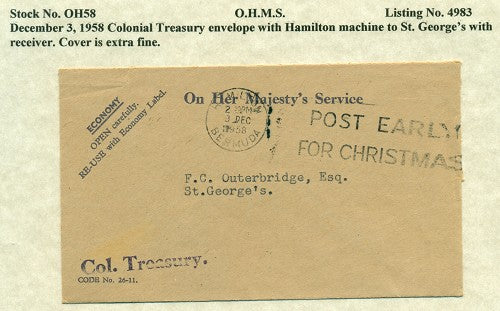 Stock No. OH58 O.H.M.S. Listing No. 4983
December 3, 1958 Colonial Treasury envelope with Hamilton machine to St. George's with
receiver. Cover is extra fine.
ECONOMY
OPEN carefully.
RE-USE with Economy Label.
On Her Majesty's Service
2 PM
3 DEC
1958
BERMUDA
POST EARLY
FOR CHRISTMAS
F.C. Outerbridge, Esq.
St.George's.
Col. Treasury.
CODE No. 26-11.